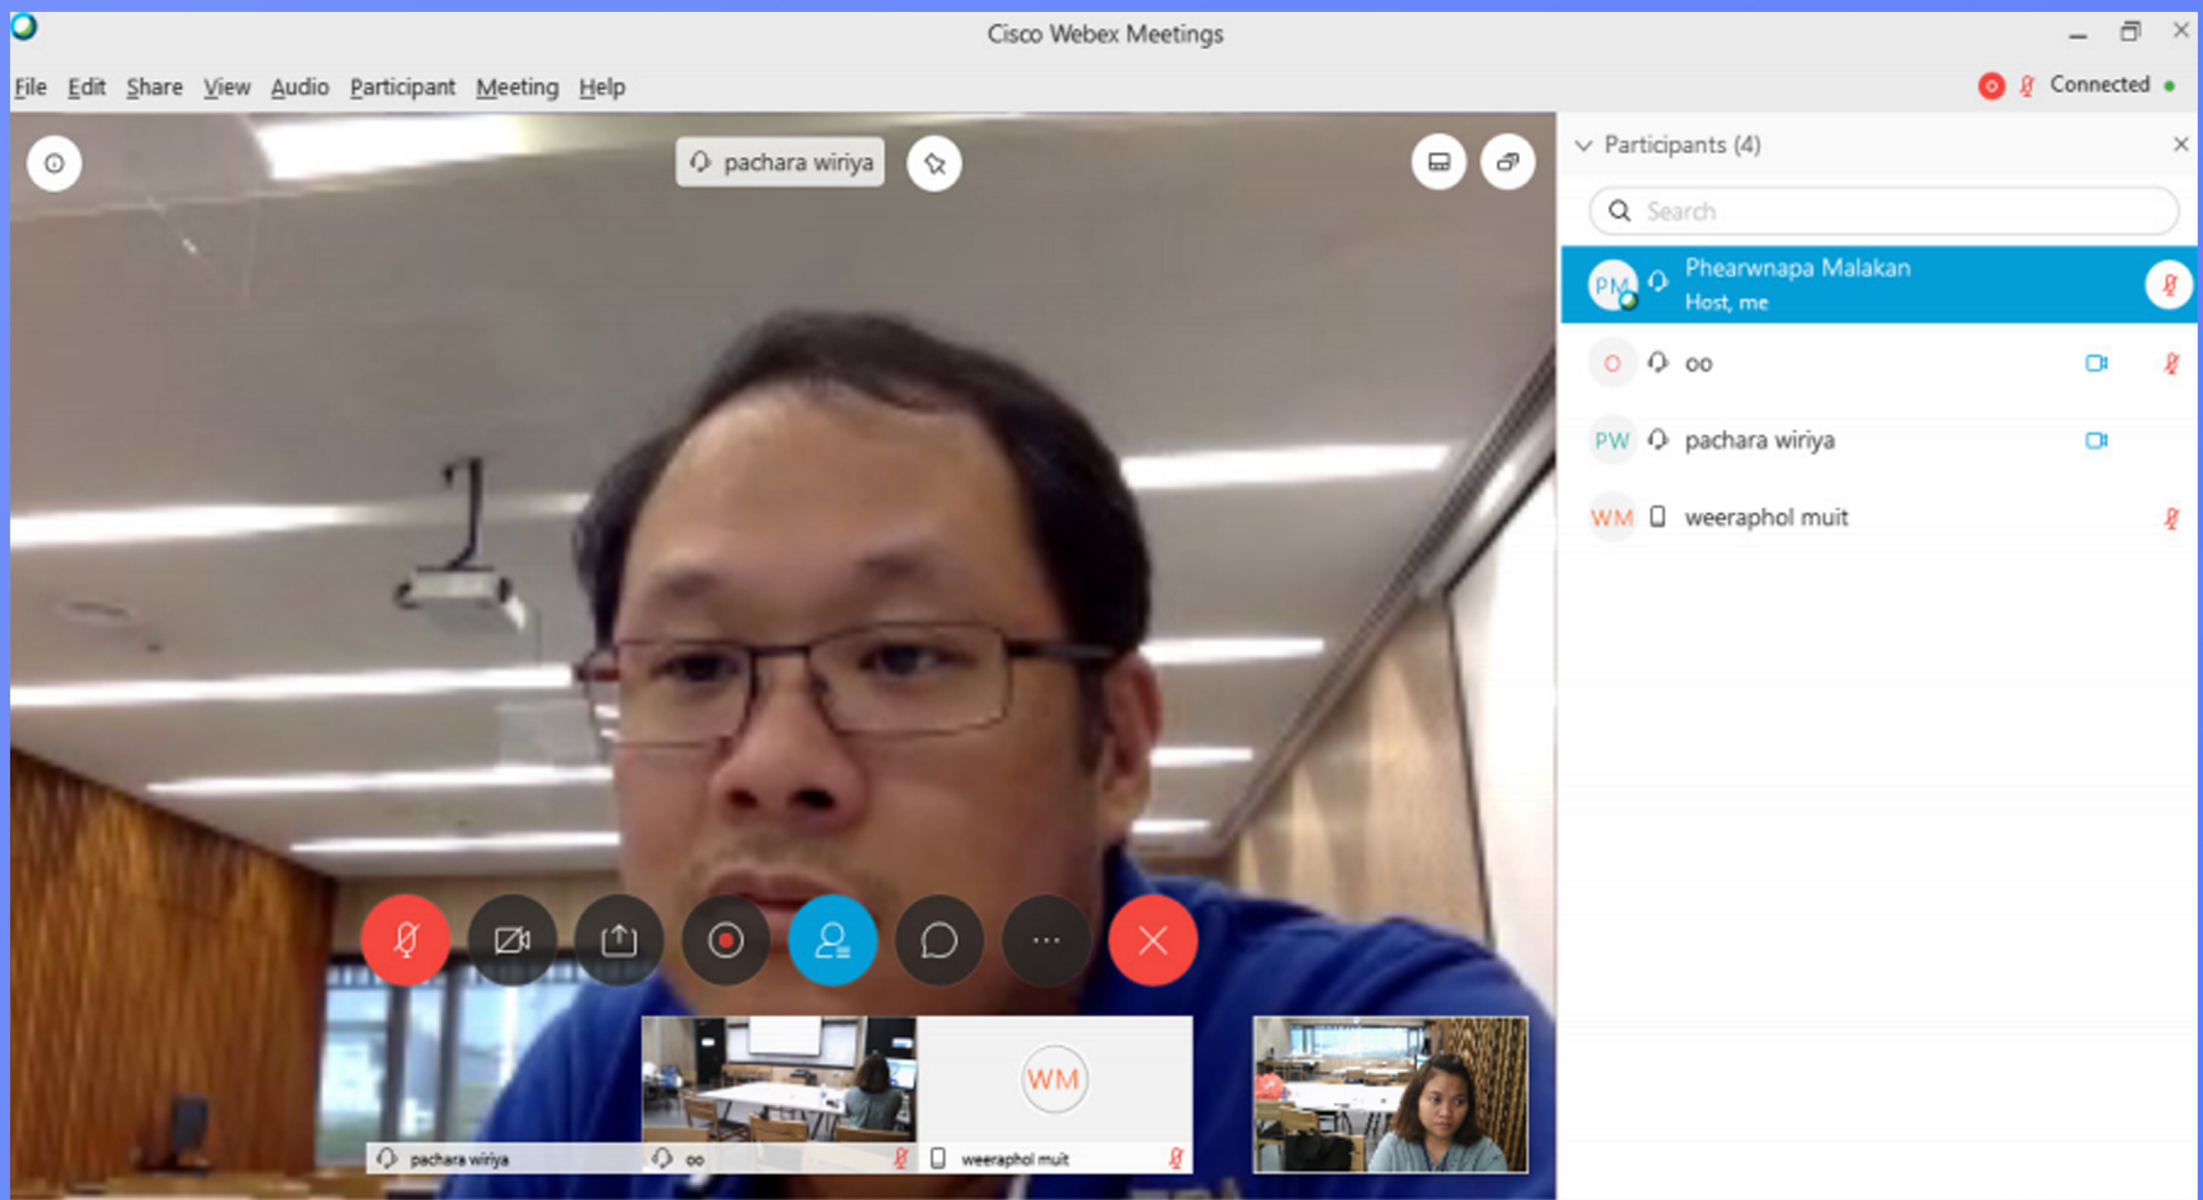 Cisco Webex Meetings
File Edit Share View Audio Participant Meeting Help
Connected
pachara wiriya
Participants (4)
Search
PM
Phearwnapa Malakan
Host, me
O
oo
PW
pachara wiriya
WM
weeraphol muit
WM
pachara wiriya
oo
weeraphol muit